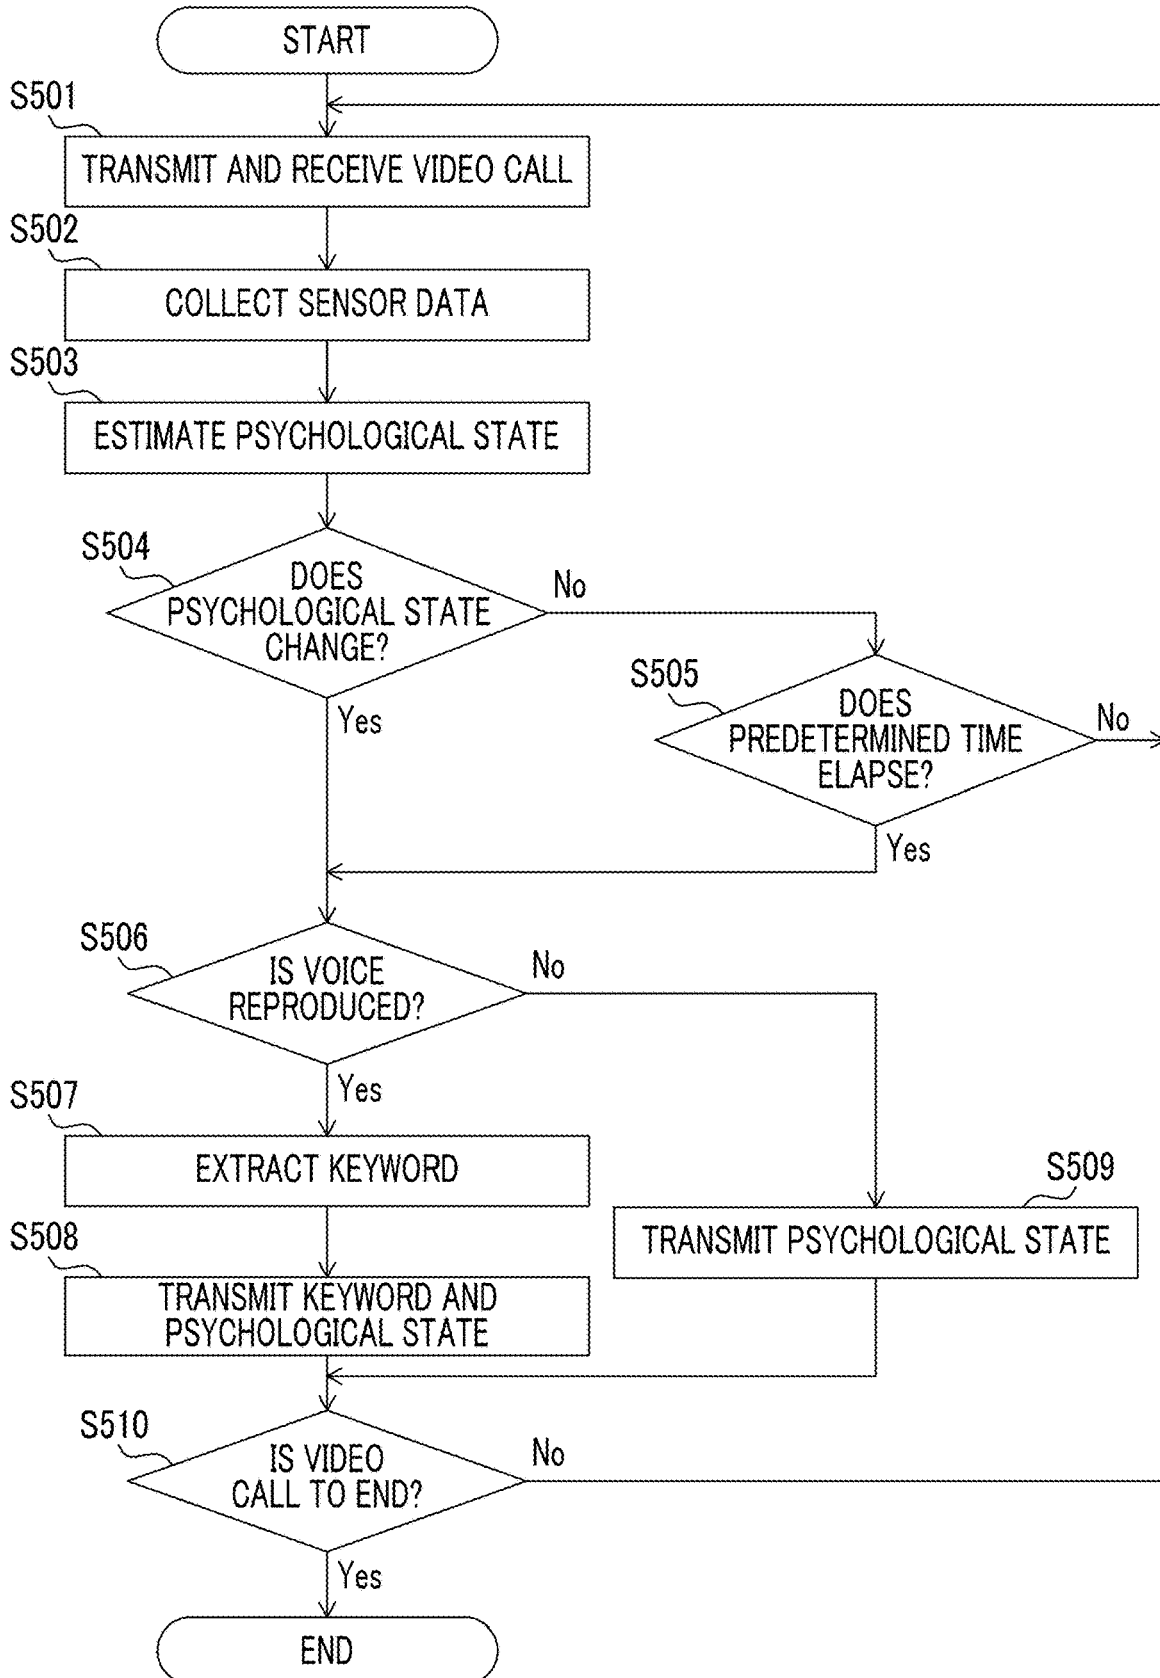 START
S501
TRANSMIT AND RECEIVE VIDEO CALL
S502
COLLECT SENSOR DATA
S503
ESTIMATE PSYCHOLOGICAL STATE
S504
DOES
PSYCHOLOGICAL STATE
CHANGE?
No
Yes
S505
DOES
PREDETERMINED TIME
ELAPSE?
No
Yes
S506
IS VOICE
REPRODUCED?
No
Yes
S507
EXTRACT KEYWORD
S508
TRANSMIT KEYWORD AND
PSYCHOLOGICAL STATE
S509
TRANSMIT PSYCHOLOGICAL STATE
S510
IS VIDEO
CALL TO END?
No
Yes
END